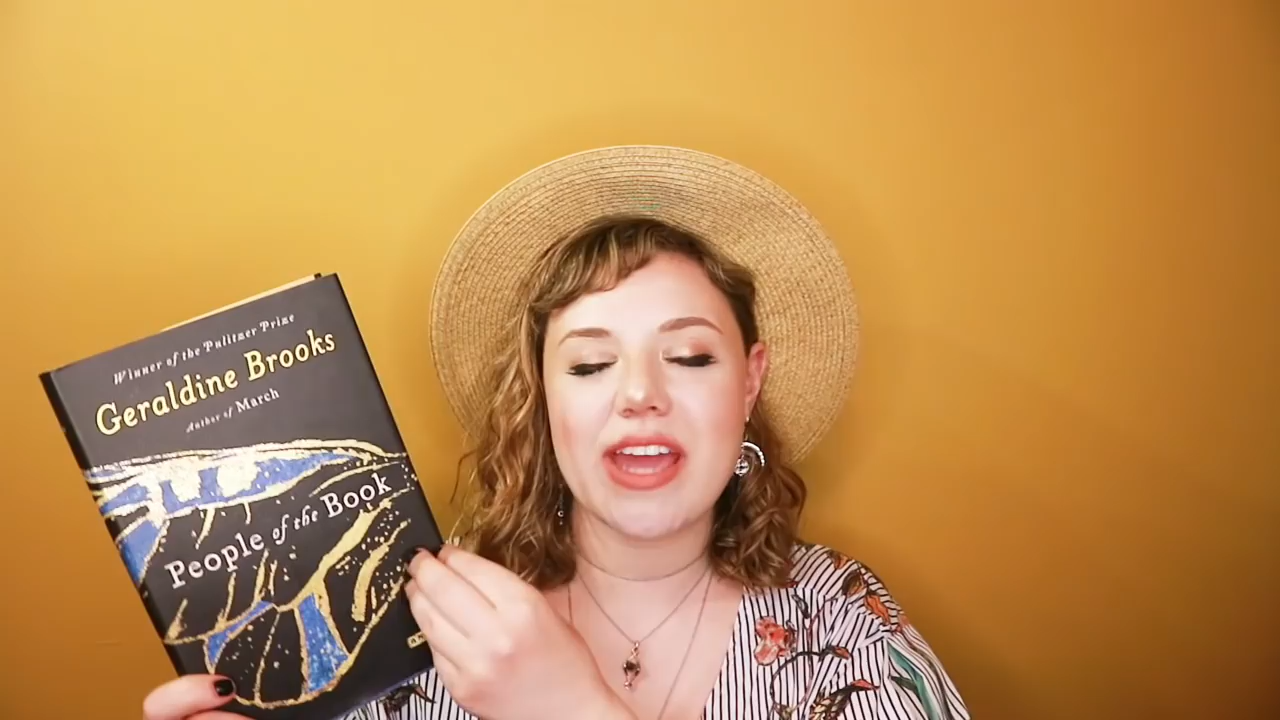 Winner of the Pulitzer Prize
Geraldine Brooks
Author of March
People of the Book